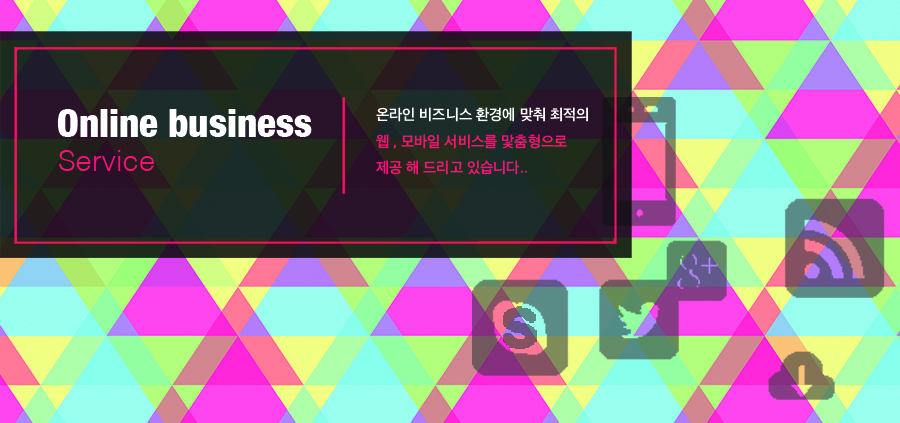 Online business
Service
온라인 비즈니스 환경에 맞춰 최적의
웹 , 모바일 서비스를 맟춤형으로
제공 해 드리고 있습니다..
g+